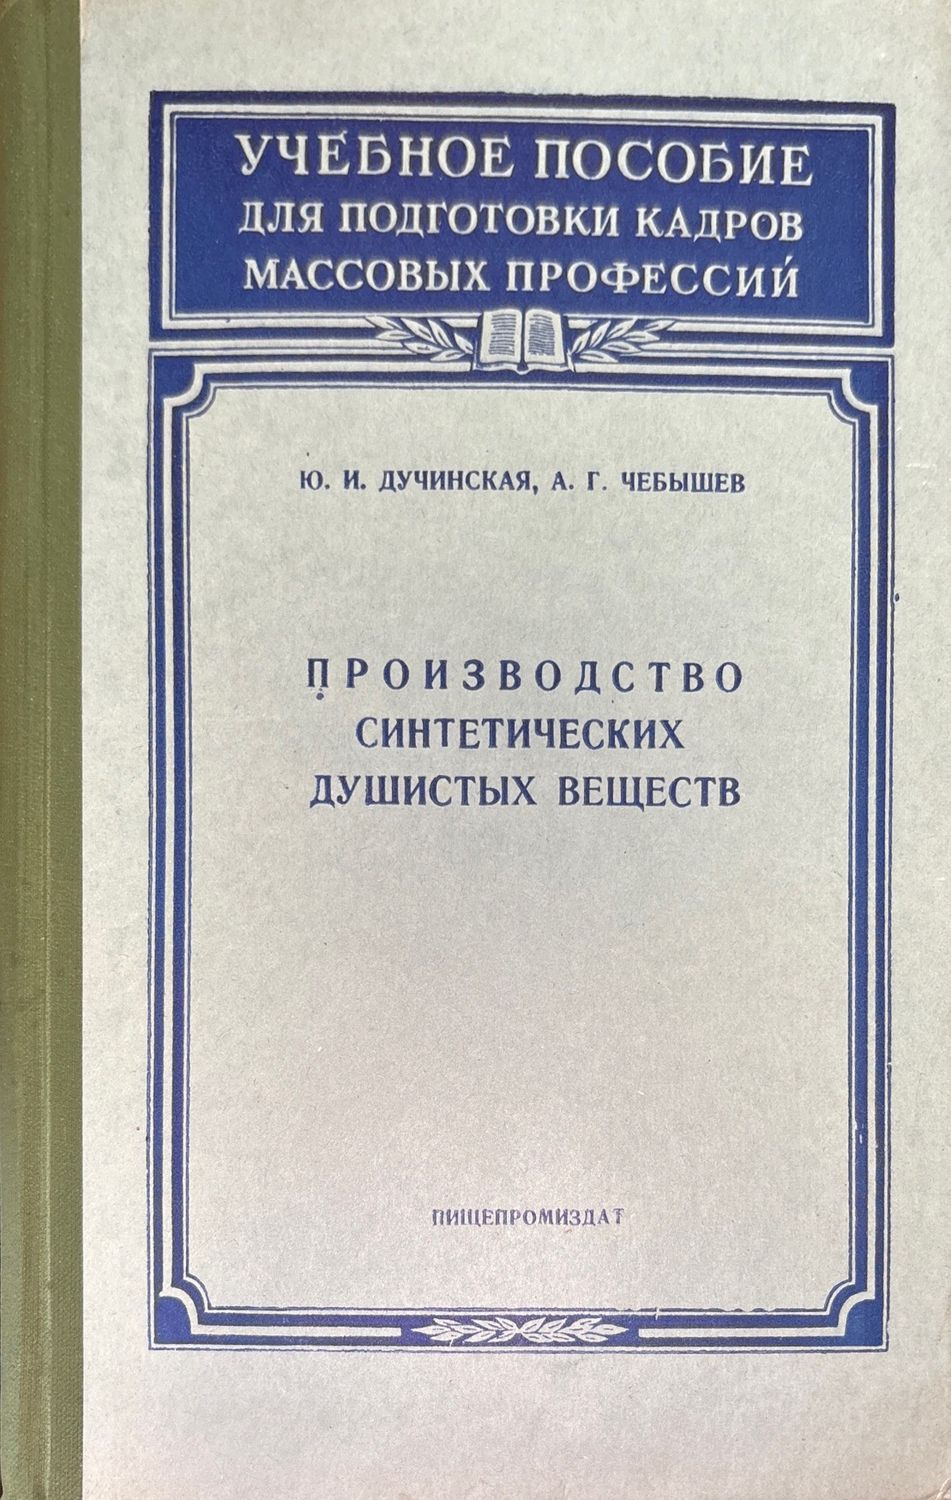 УЧЕБНОЕ ПОСОБИЕ
ДЛЯ ПОДГОТОВКИ КАДРОВ
МАССОВЫХ ПРОФЕССИЙ
Ю. И. ДУЧИНСКАЯ, А. Г. ЧЕБЫШЕВ
ПРОИЗВОДСТВО
СИНТЕТИЧЕСКИХ
ДУШИСТЫХ ВЕЩЕСТВ
ПИЩЕПРОМИЗДАТ